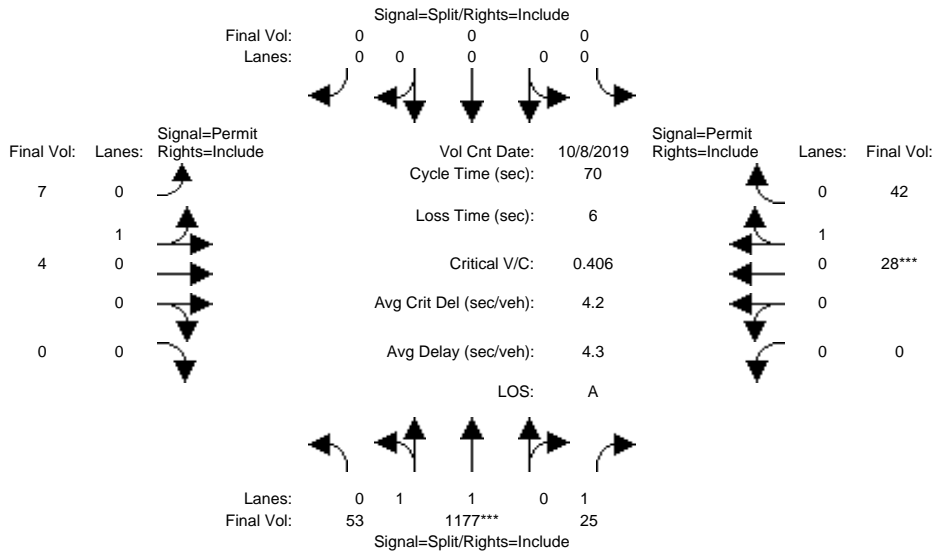 Signal=Split/Rights=Include
Final Vol: 0 0 0
Lanes: 0 0 0 0 0
Signal=Permit
Final Vol: Lanes: Rights=Include
Vol Cnt Date: 10/8/2019
Signal=Permit
Rights=Include Lanes: Final Vol:
Cycle Time (sec): 70
7 0
0 42
Loss Time (sec): 6
1
1
4 0
Critical V/C: 0.406
0 28***
0
Avg Crit Del (sec/veh): 4.2
0
0 0
Avg Delay (sec/veh): 4.3
0 0
LOS: A
Lanes: 0 1 1 0 1
Final Vol: 53 1177*** 25
Signal=Split/Rights=Include